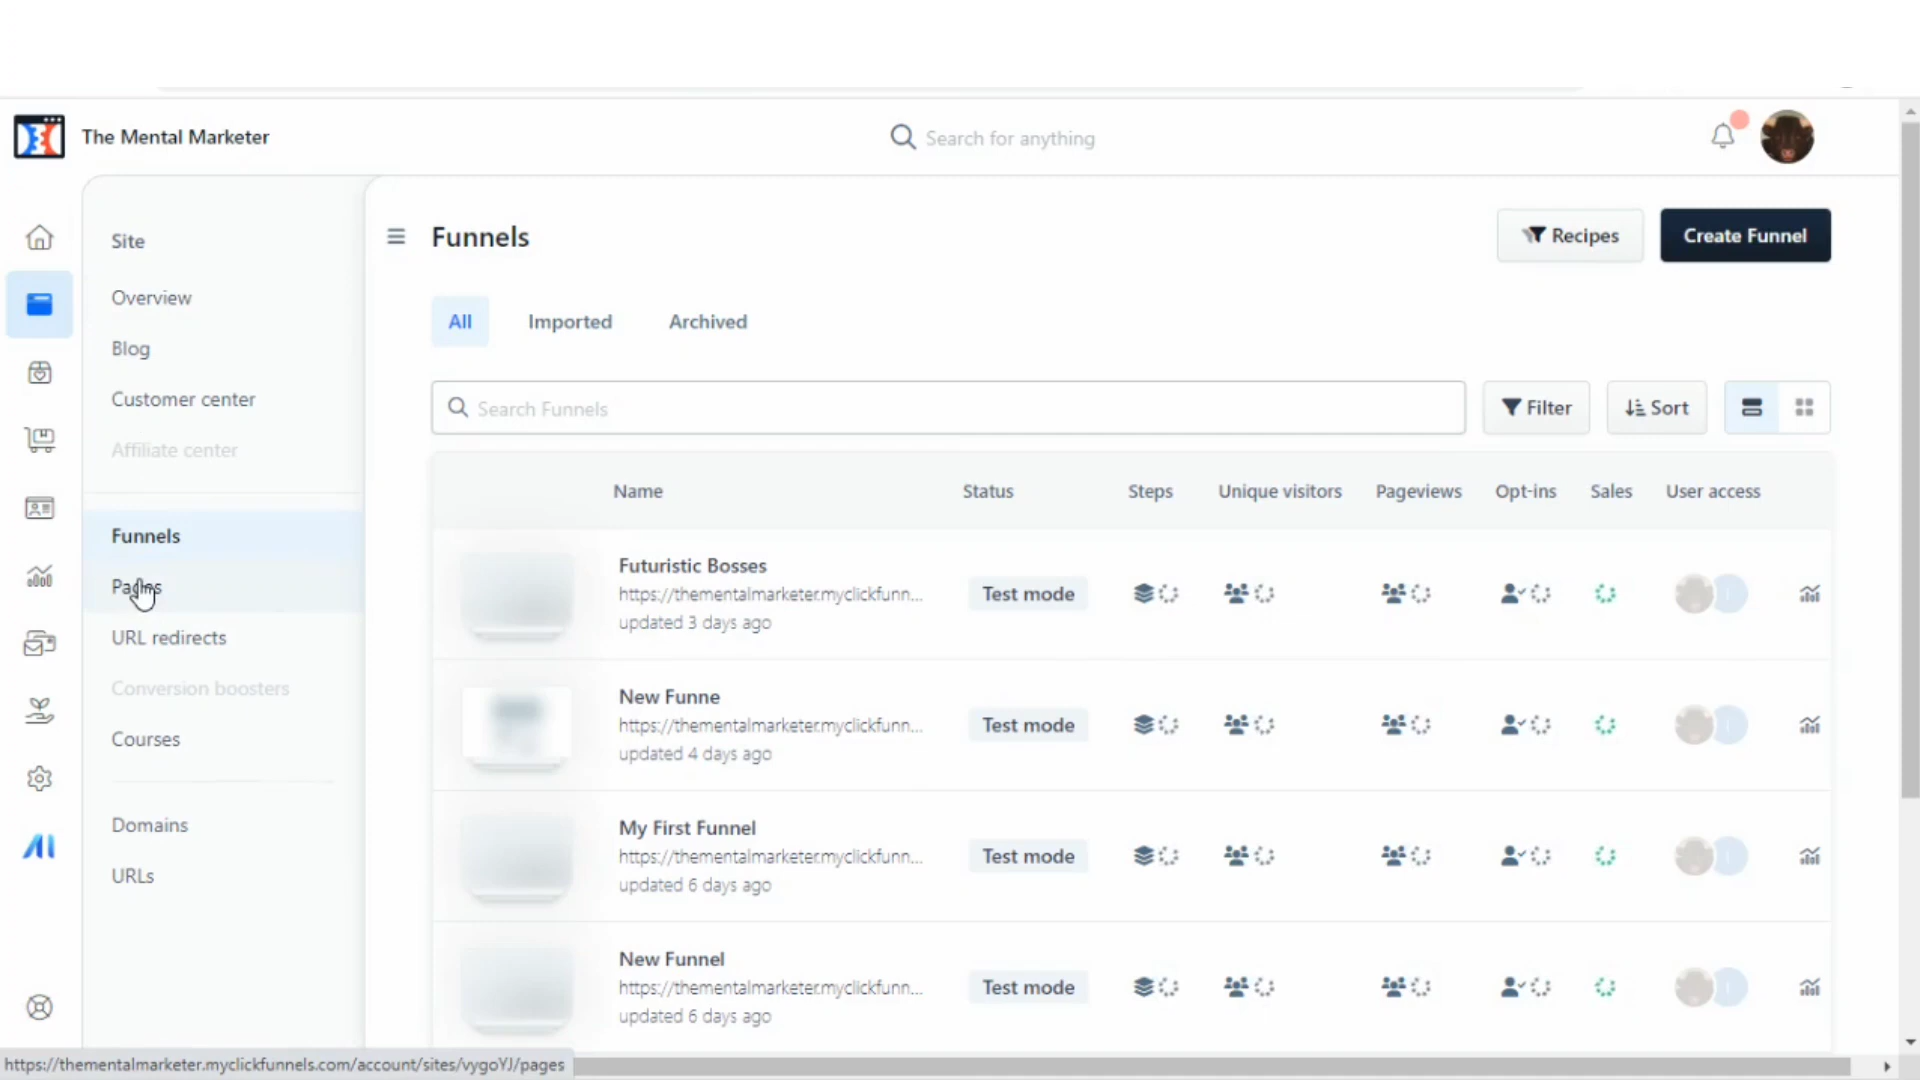 The Mental Marketer
Search for anything
Site
Overview
Blog
Customer center
Affiliate center
Funnels
Pages
URL redirects
Conversion boosters
Courses
Domains
URLs
Funnels
Recipes
Create Funnel
All
Imported
Archived
Search Funnels
Filter
Sort
Name Status Steps Unique visitors Pageviews Opt-ins Sales User access
Futuristic Bosses
https://thementalmarketer.myclickfunn...
updated 3 days ago
Test mode
New Funne
https://thementalmarketer.myclickfunn...
updated 4 days ago
Test mode
My First Funnel
https://thementalmarketer.myclickfunn...
updated 6 days ago
Test mode
New Funnel
https://thementalmarketer.myclickfunn...
updated 6 days ago
Test mode
AI
https://thementalmarketer.myclickfunnels.com/account/sites/vygoYJ/pages